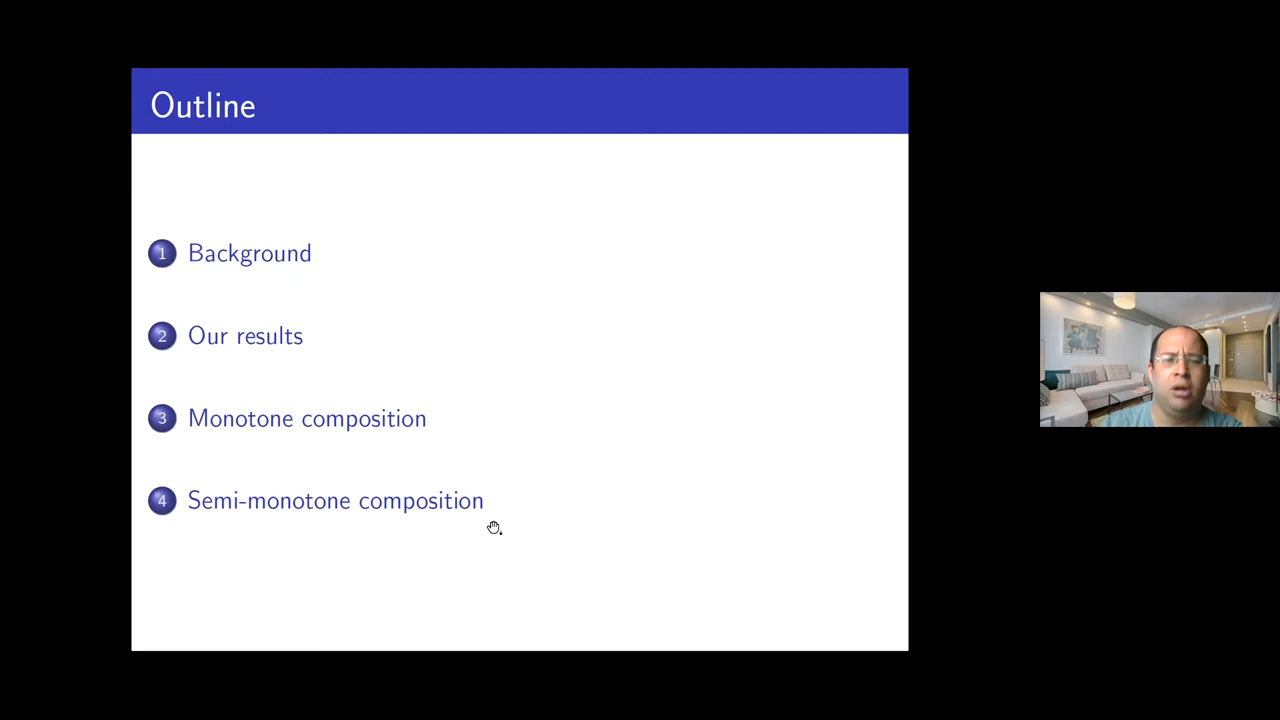 Outline
1 Background
2 Our results
3 Monotone composition
4 Semi-monotone composition